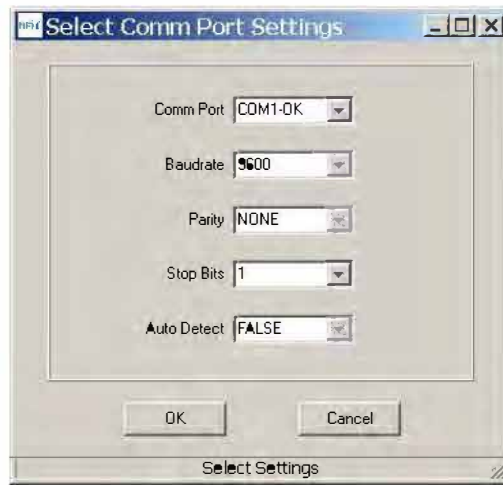 Select Comm Port Settings
Comm Port COM1-OK
Baudrate 9600
Parity NONE
Stop Bits 1
Auto Detect FALSE
OK Cancel
Select Settings